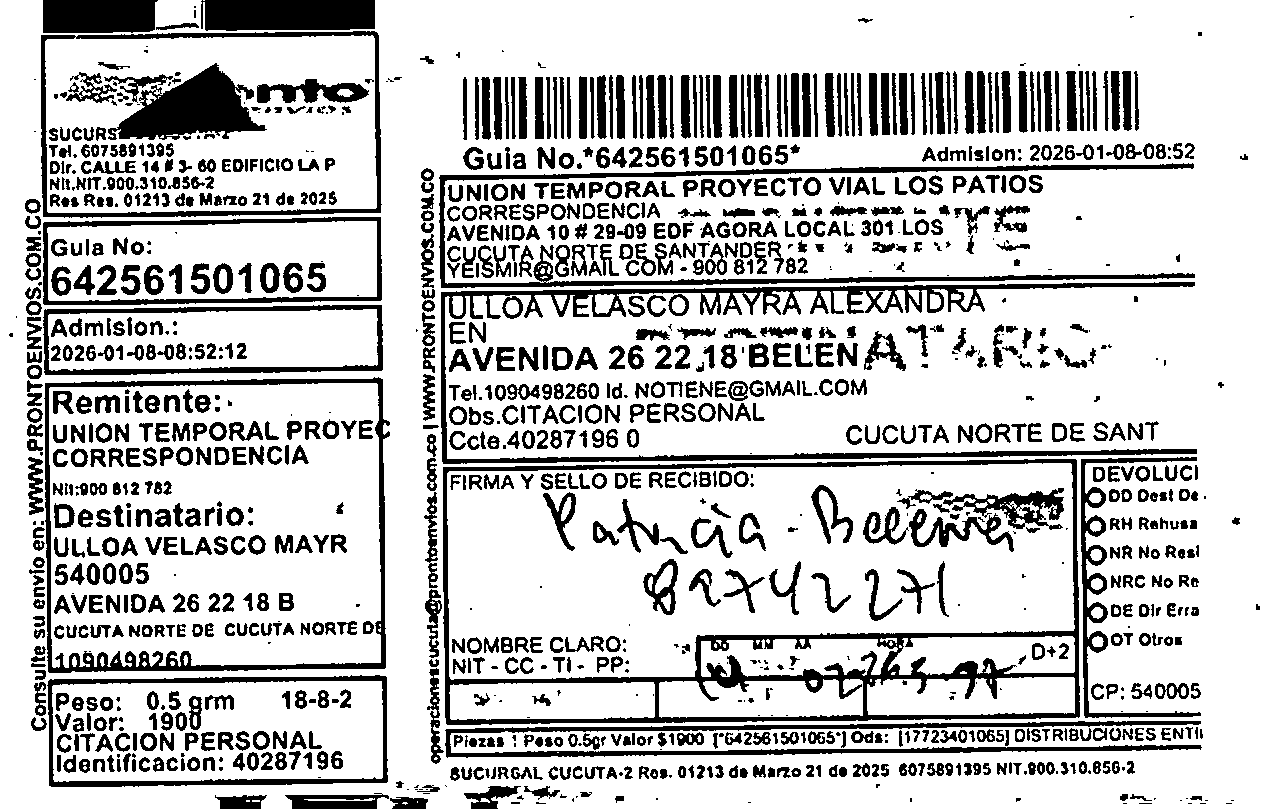 SUCURS
Tel. 6075891395
Dir. CALLE 14 # 3- 60 EDIFICIO LA P
Nit.NIT.900.310.856-2
Res Res. 01213 de Marzo 21 de 2025
Guia No:
642561501065
Admision.:
2026-01-08-08:52:12
Remitente:
UNION TEMPORAL PROYEC
CORRESPONDENCIA
Nit:900 812 782
Destinatario:
ULLOA VELASCO MAYR
540005
AVENIDA 26 22 18 B
CUCUTA NORTE DE CUCUTA NORTE DE
1090498260
Peso: 0.5 grm 18-8-2
Valor: 1900
CITACION PERSONAL
Identificacion: 40287196
Consulte su envio en: WWW.PRONTOENVIOS.COM.CO
Guia No.*642561501065*
Admision: 2026-01-08-08:52
UNION TEMPORAL PROYECTO VIAL LOS PATIOS
CORRESPONDENCIA
AVENIDA 10 # 29-09 EDF AGORA LOCAL 301 LOS
CUCUTA NORTE DE SANTANDER
YEISMIR@GMAIL COM - 900 812 782
ULLOA VELASCO MAYRA ALEXANDRA
EN
AVENIDA 26 22 18 BELEN
Tel.1090498260 Id. NOTIENE@GMAIL.COM
Obs.CITACION PERSONAL
Ccte.40287196 0
CUCUTA NORTE DE SANT
FIRMA Y SELLO DE RECIBIDO:
Patricia
NOMBRE CLARO:
NIT - CC - TI - PP:
DD MM AA HORA
D+2
DEVOLUCI
DD Dest De
RH Rehusa
NR No Resi
NRC No Re
DE Dir Erra
OT Otros
CP: 540005
Piezas 1 Peso 0.5gr Valor $1900 [*642561501065*] Ods: [17723401065] DISTRIBUCIONES ENTI
SUCURSAL CUCUTA-2 Res. 01213 de Marzo 21 de 2025 6075891395 NIT.900.310.856-2
operacionescucuta@prontoenvios.com.co | WWW.PRONTOENVIOS.COM.CO